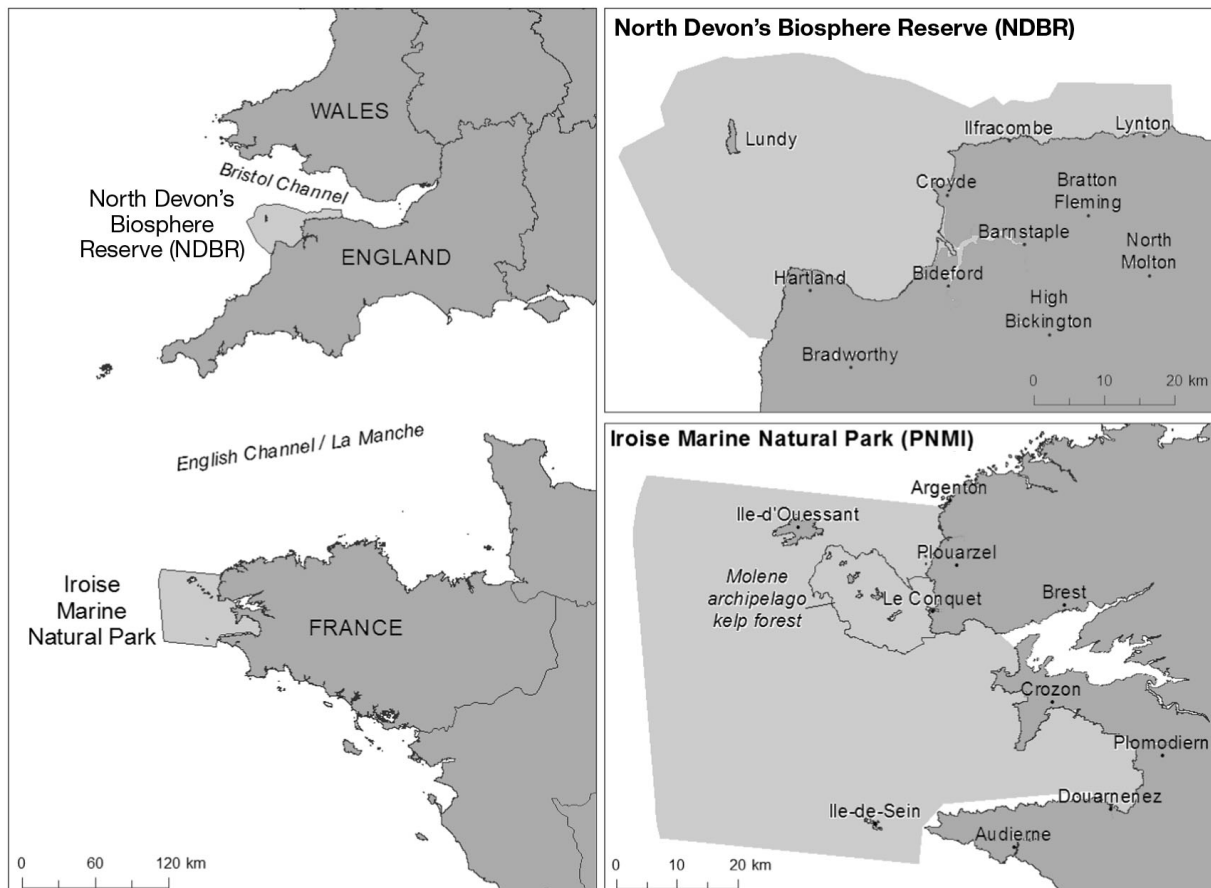 WALES
Bristol Channel
North Devon's
Biosphere
Reserve (NDBR)
ENGLAND
English Channel / La Manche
Iroise
Marine
Natural Park
FRANCE
0 60 120 km
North Devon's Biosphere Reserve (NDBR)
Lundy
Ilfracombe
Lynton
Croyde
Bratton
Fleming
Barnstaple
North
Molton
Hartland
Bideford
High
Bickington
Bradworthy
0 10 20 km
Iroise Marine Natural Park (PNMI)
Argenton
Ile-d'Ouessant
Plouarzel
Molene
archipelago
kelp forest
Le Conquet
Brest
Crozon
Plomodiern
Douarnenez
Ile-de-Sein
Audierne
0 10 20 km